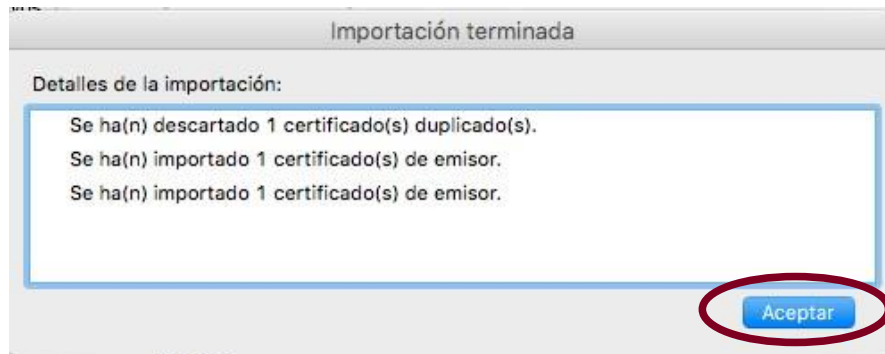 Importación terminada
Detalles de la importación:
Se ha(n) descartado 1 certificado(s) duplicado(s).
Se ha(n) importado 1 certificado(s) de emisor.
Se ha(n) importado 1 certificado(s) de emisor.
Aceptar